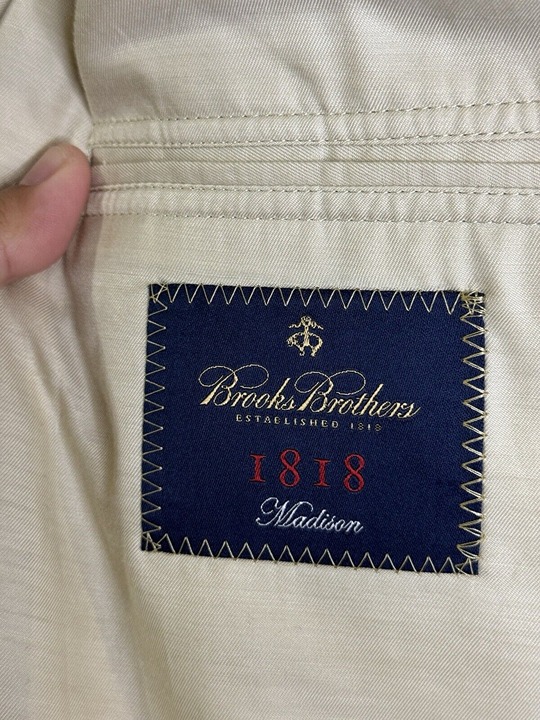 Brooks Brothers
ESTABLISHED 1818
1818
Madison